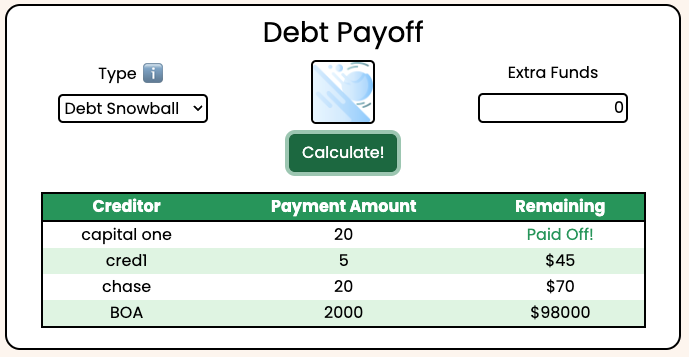 Debt Payoff
Type ℹ️
Extra Funds
Debt Snowball
0
Calculate!
Creditor Payment Amount Remaining
capital one 20 Paid Off!
cred1 5 $45
chase 20 $70
BOA 2000 $98000